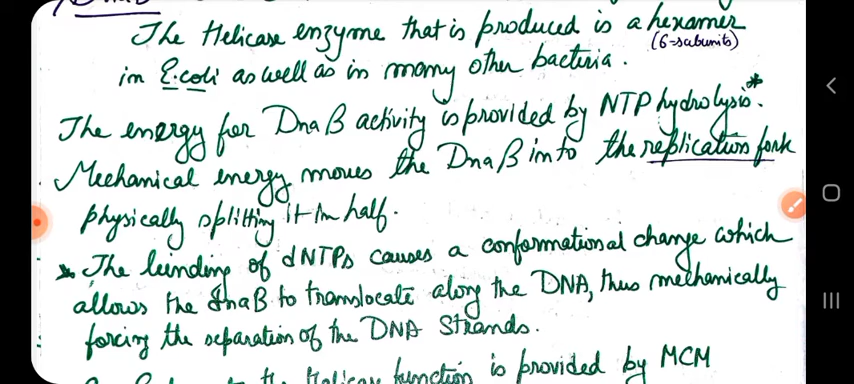 The Helicase enzyme that is produced is a hexamer
(6-subunits)
in E.coli as well as in many other bacteria.
The energy for Dna B activity is provided by NTP hydrolysis*.
Mechanical energy moves the Dna B into the replication fork
physically splitting it in half.
* The binding of dNTPs causes a conformational change which
allows the DnaB to translocate along the DNA, thus mechanically
forcing the separation of the DNA strands.
the Helicase function is provided by MCM